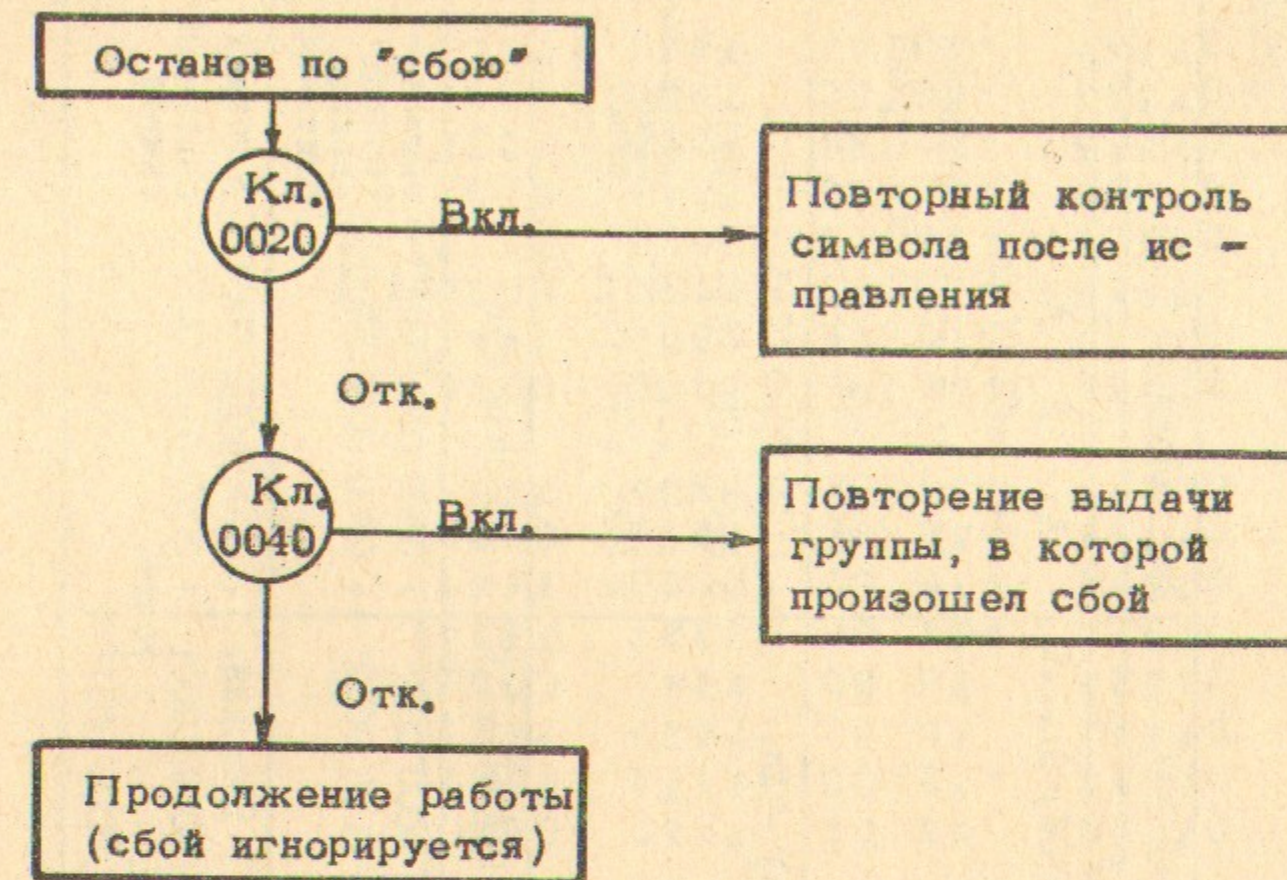 Останов по "сбою"
Кл.
0020
Вкл.
Повторный контроль
символа после ис -
правления
Отк.
Кл.
0040
Вкл.
Повторение выдачи
группы, в которой
произошел сбой
Отк.
Продолжение работы
(сбой игнорируется)